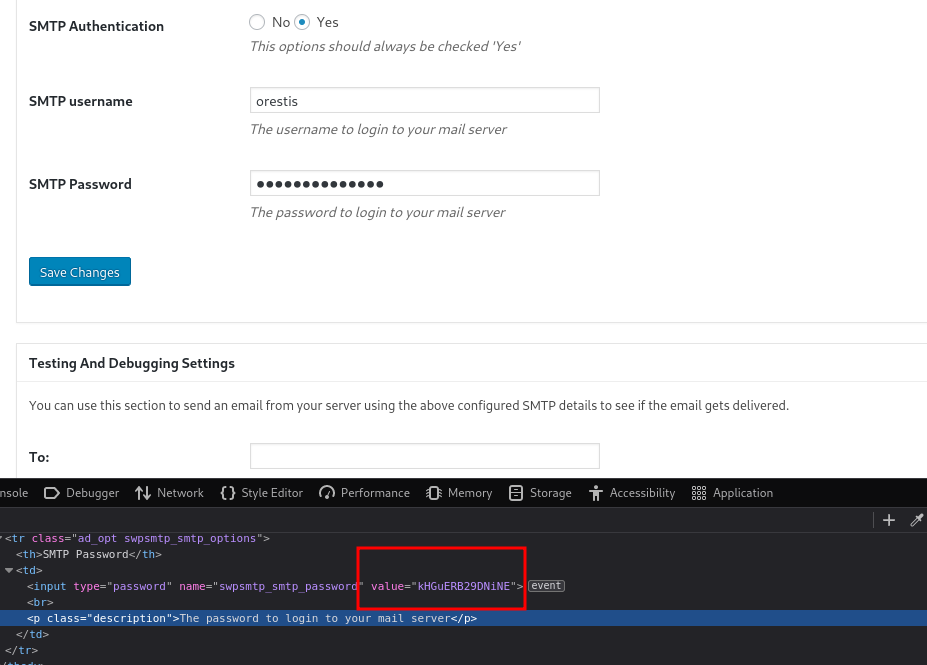 SMTP Authentication No Yes
This options should always be checked 'Yes'
SMTP username orestis
The username to login to your mail server
SMTP Password ●●●●●●●●●●●●●●
The password to login to your mail server
Save Changes
Testing And Debugging Settings
You can use this section to send an email from your server using the above configured SMTP details to see if the email gets delivered.
To:
nsole Debugger Network {} Style Editor Performance Memory Storage Accessibility Application
<tr class="ad_opt swpsmtp_smtp_options">
<th>SMTP Password</th>
<td>
<input type="password" name="swpsmtp_smtp_password" value="kHGuERB29DNiNE"> event
<br>
<p class="description">The password to login to your mail server</p>
</td>
</tr>